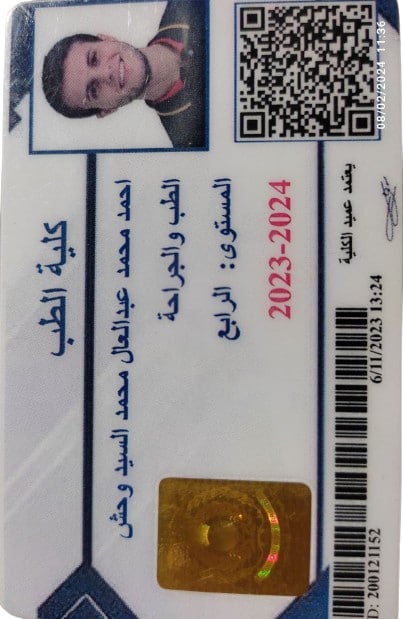 كلية الطب
احمد محمد عبدالعال محمد السيد وحش
الطب والجراحة
المستوى: الرابع
2023-2024
يعتمد عميد الكلية
6/11/2023 13:24
D: 200121152
08/02/2024 11:36